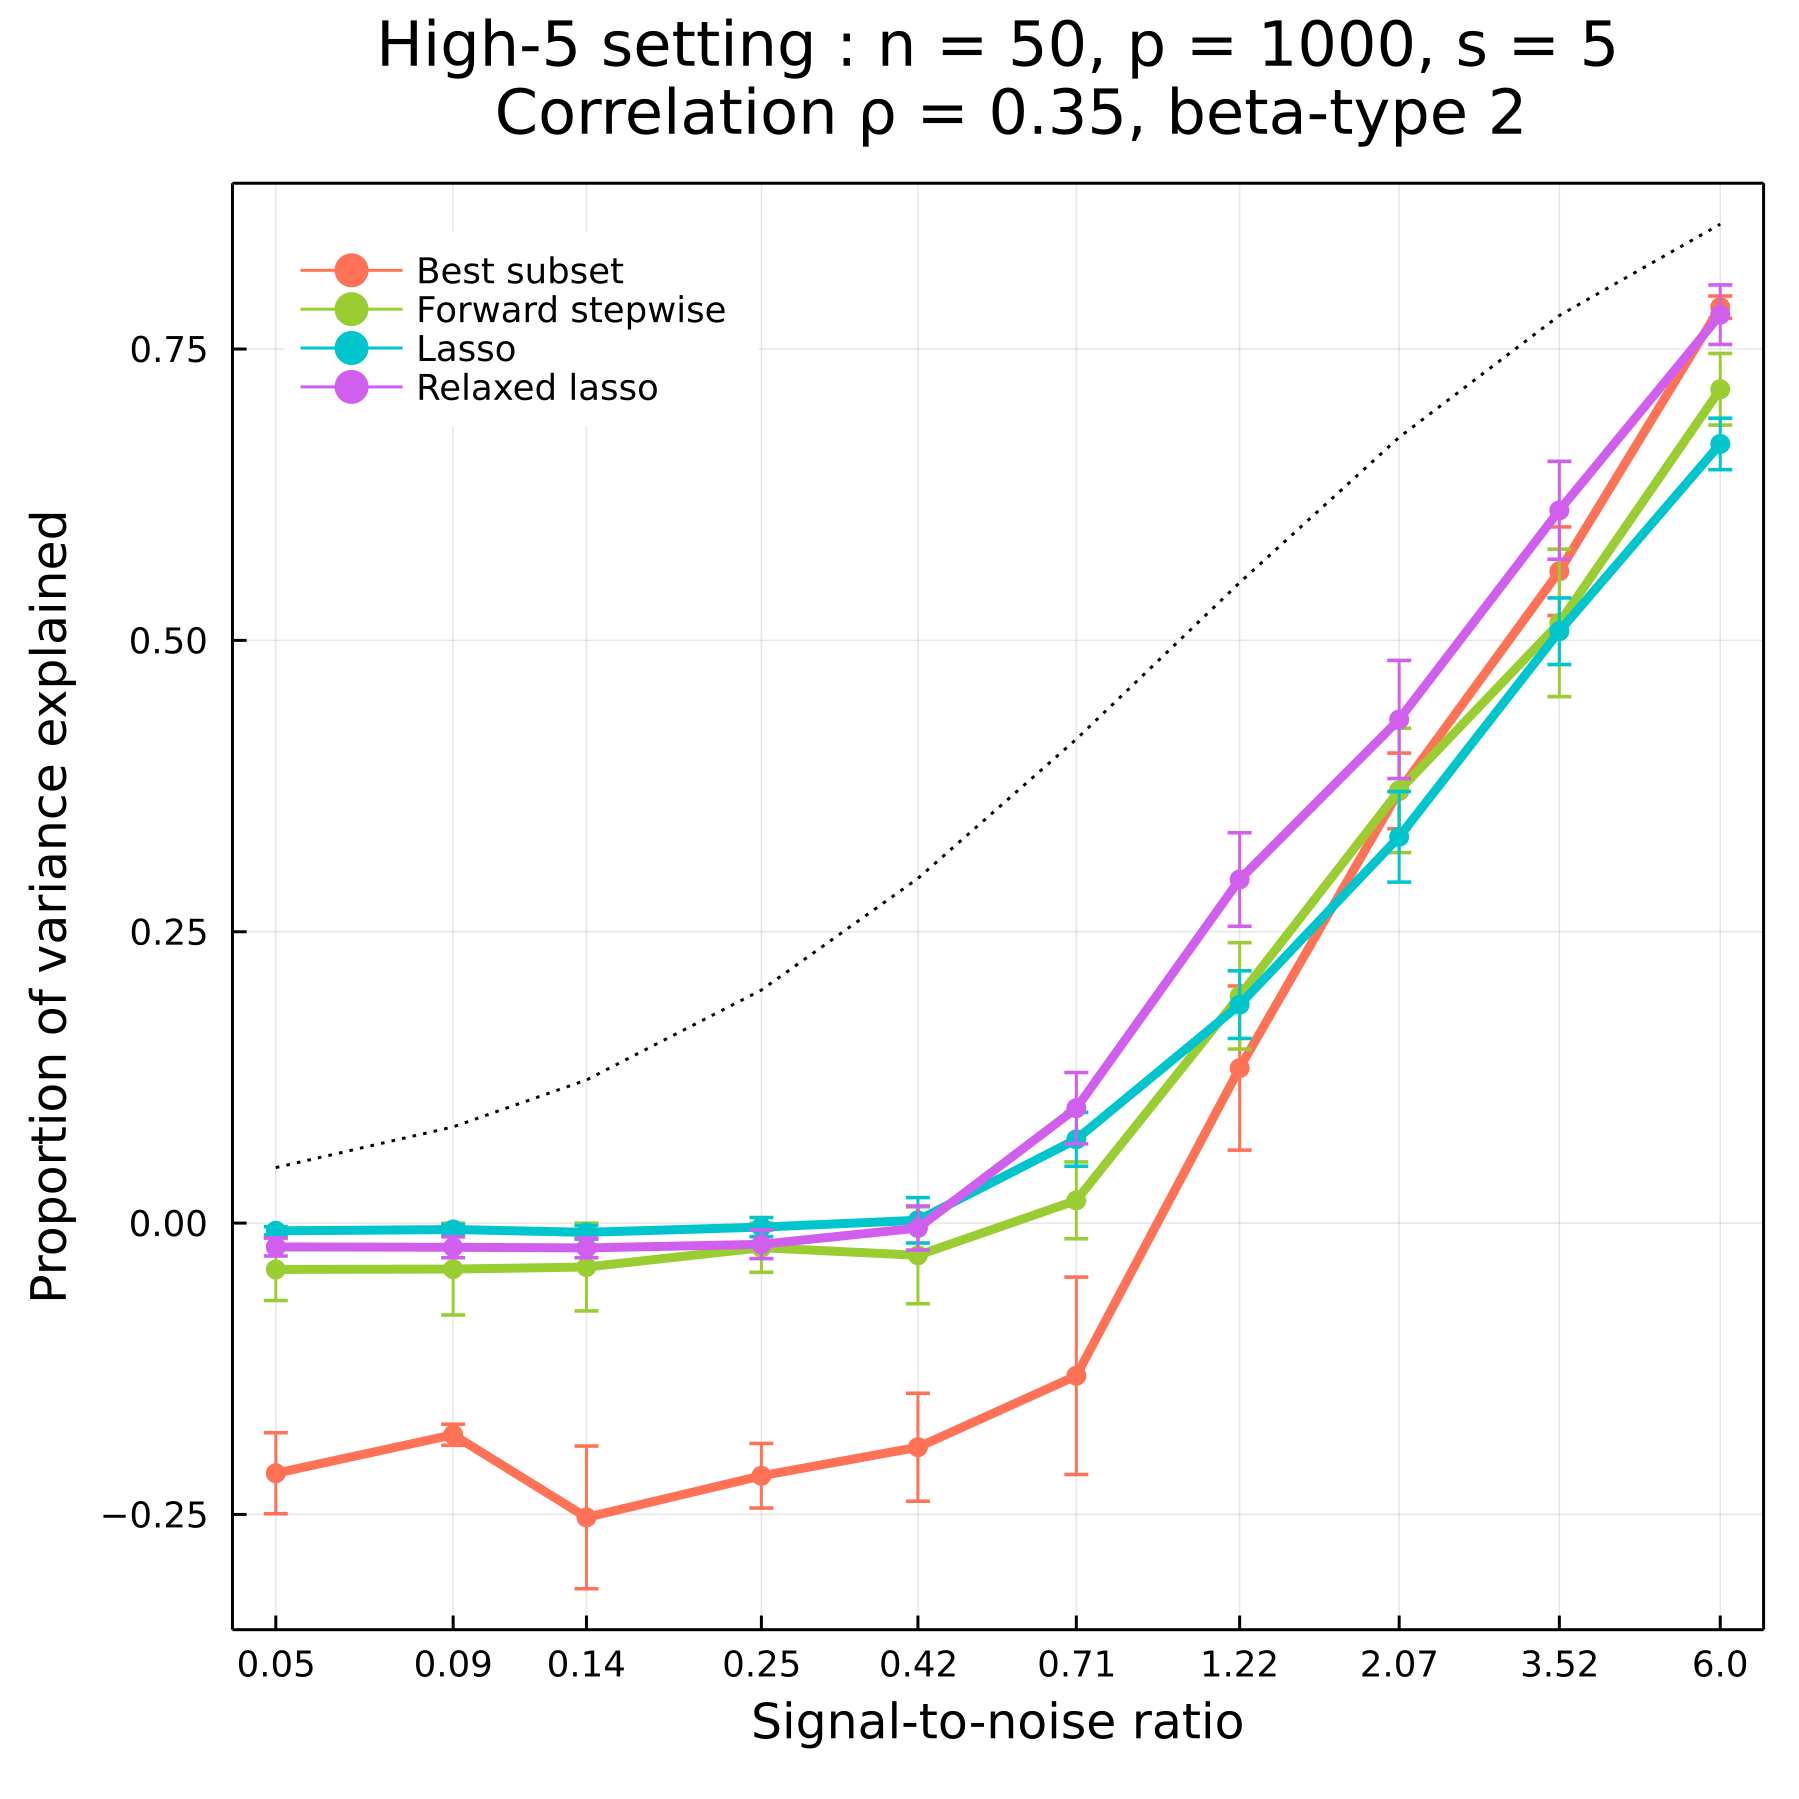 High-5 setting : n = 50, p = 1000, s = 5
Correlation ρ = 0.35, beta-type 2
Best subset
Forward stepwise
Lasso
Relaxed lasso
Proportion of variance explained
0.75
0.50
0.25
0.00
−0.25
0.05 0.09 0.14 0.25 0.42 0.71 1.22 2.07 3.52 6.0
Signal-to-noise ratio